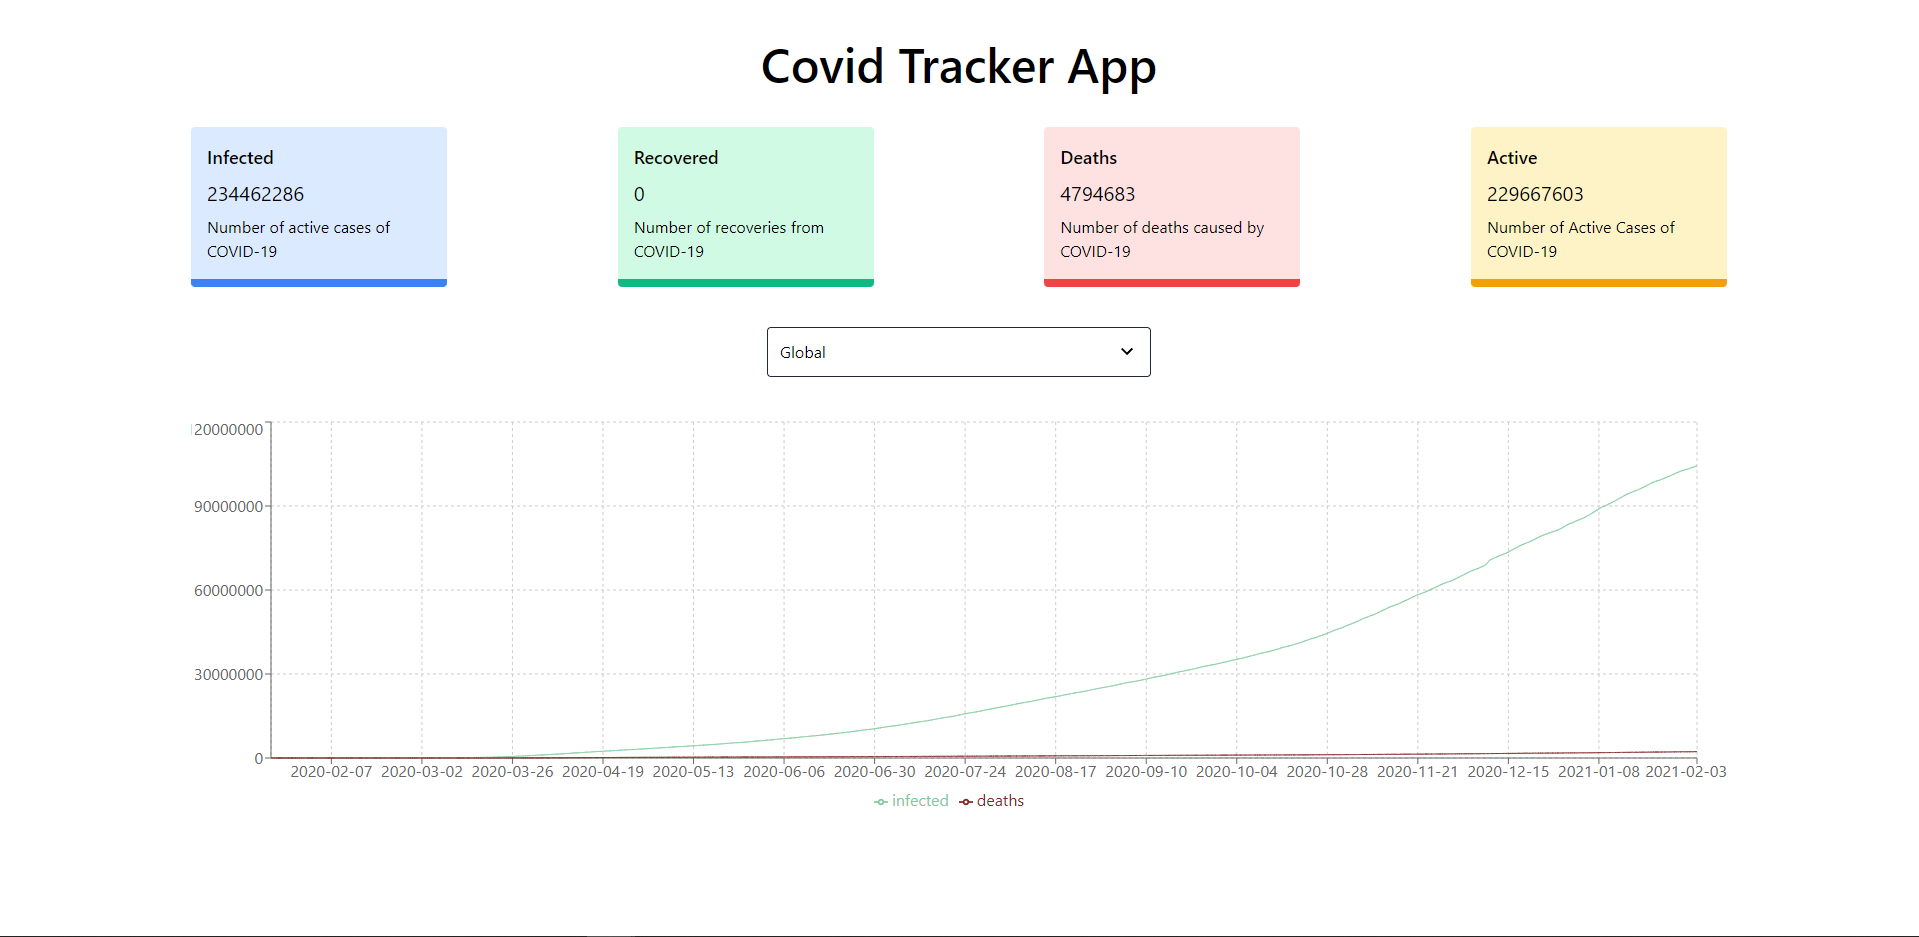 Covid Tracker App
Infected
234462286
Number of active cases of
COVID-19
Recovered
0
Number of recoveries from
COVID-19
Deaths
4794683
Number of deaths caused by
COVID-19
Active
229667603
Number of Active Cases of
COVID-19
Global
20000000
90000000
60000000
30000000
0
2020-02-07 2020-03-02 2020-03-26 2020-04-19 2020-05-13 2020-06-06 2020-06-30 2020-07-24 2020-08-17 2020-09-10 2020-10-04 2020-10-28 2020-11-21 2020-12-15 2021-01-08 2021-02-03
infected deaths